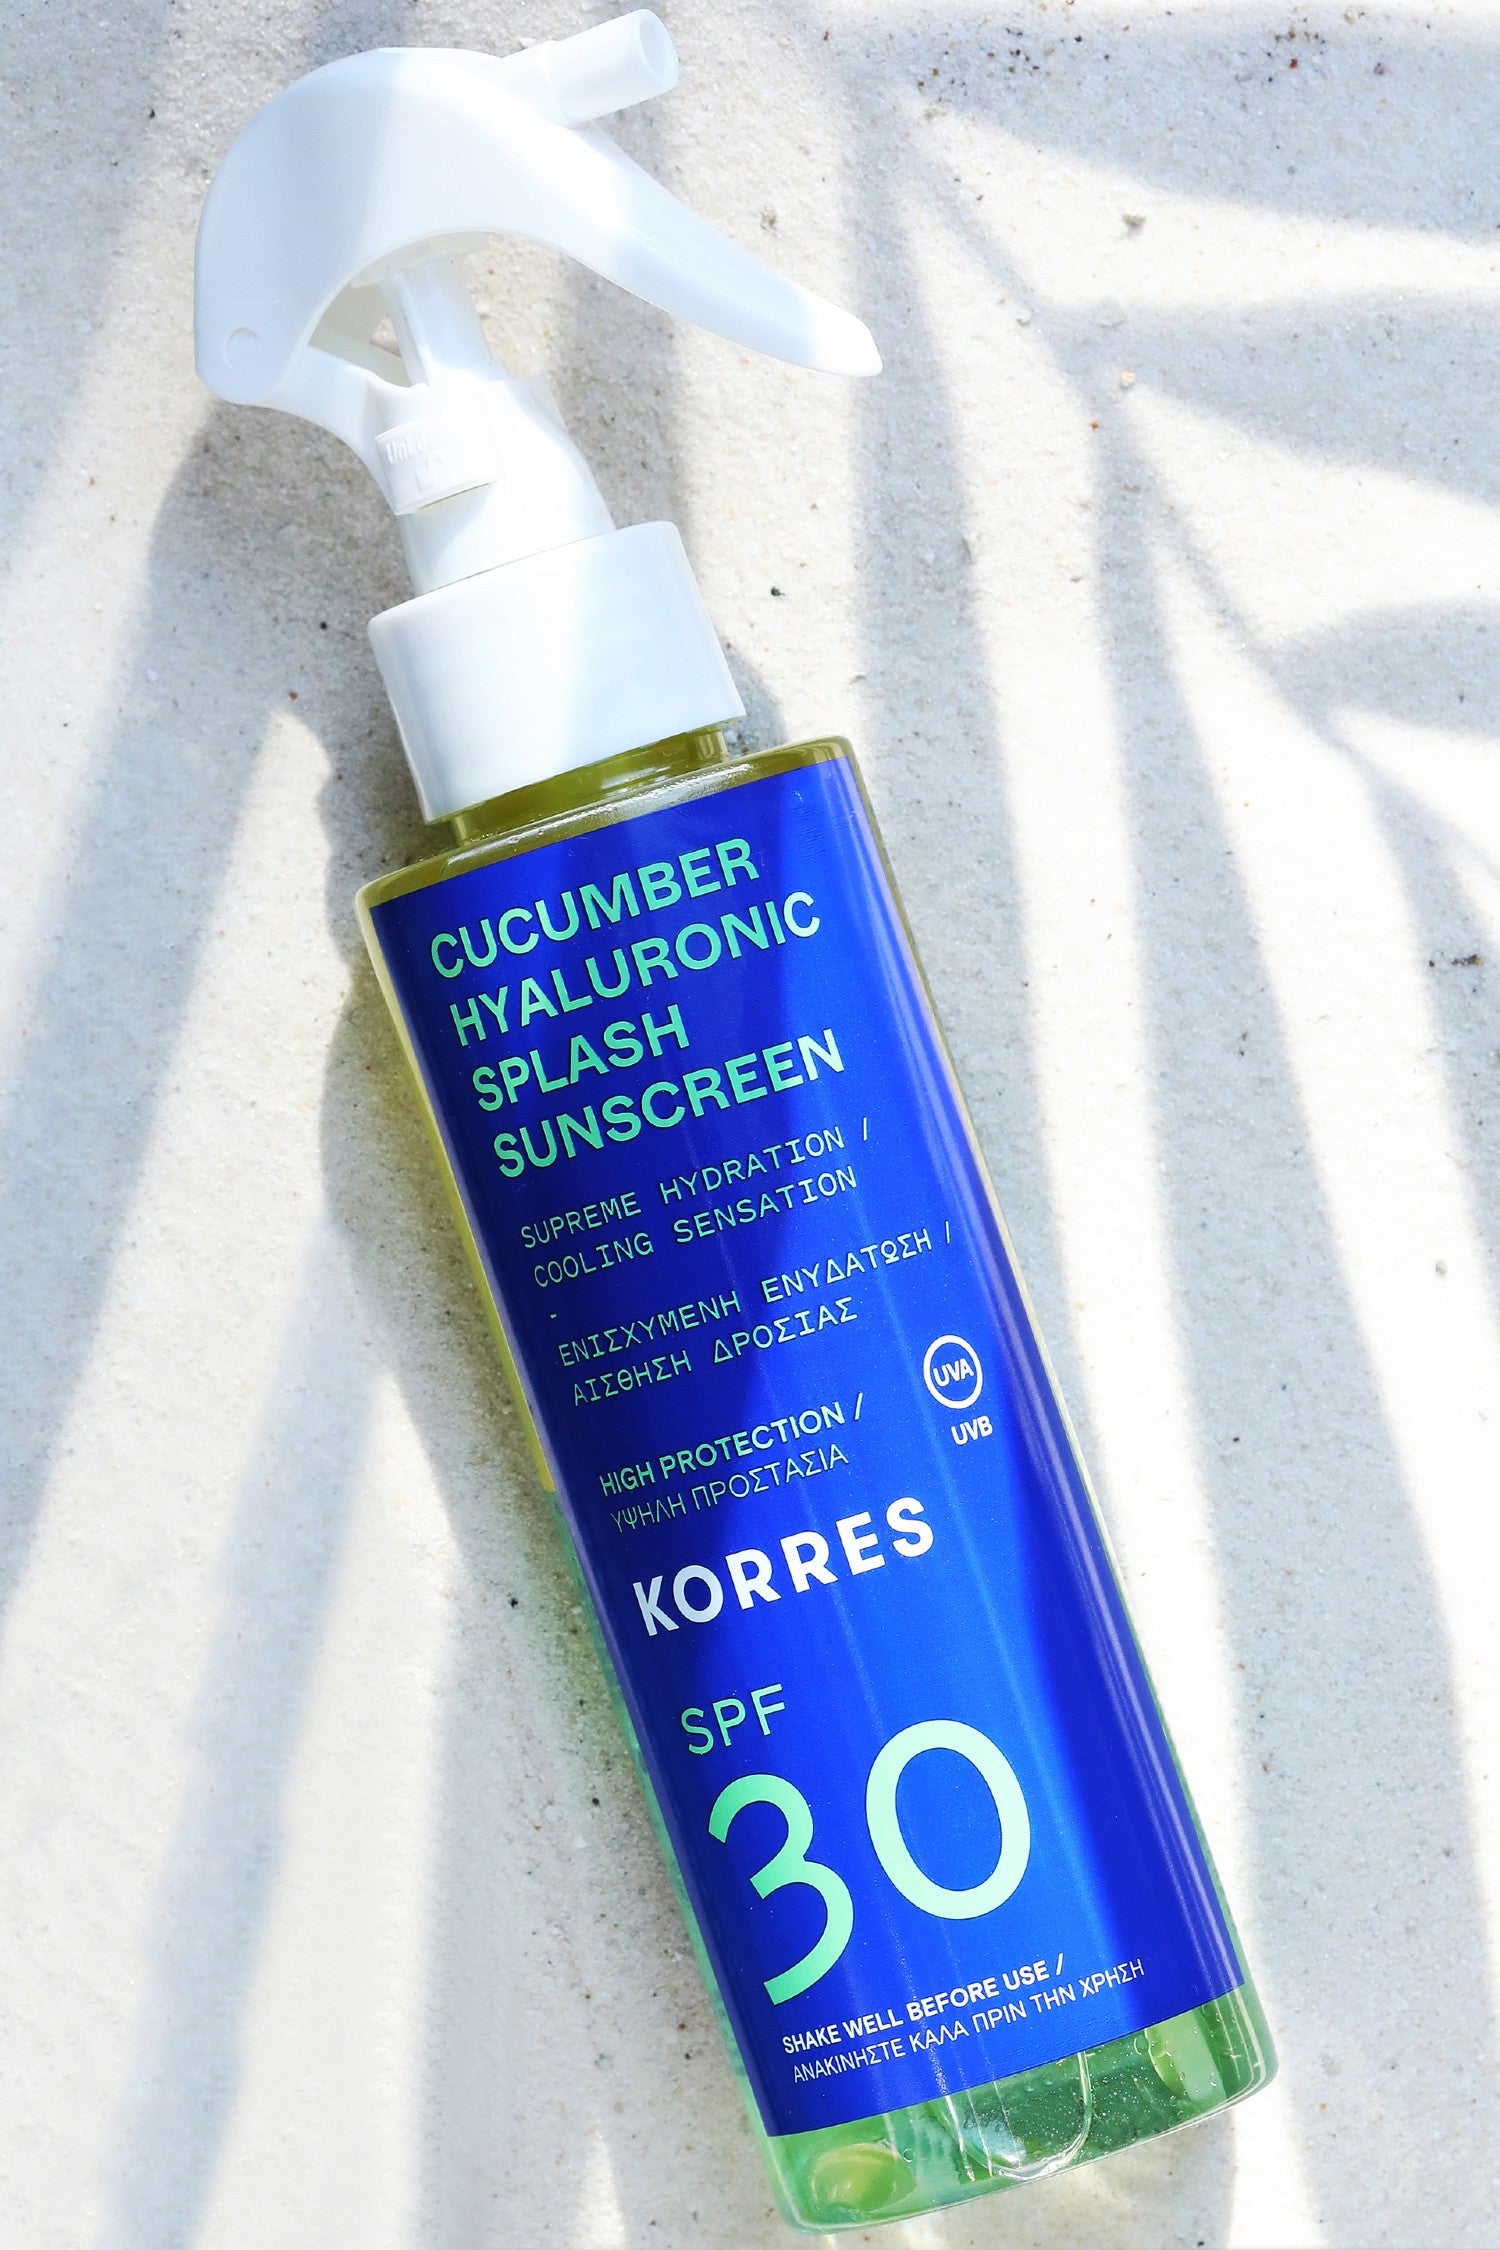 Unlock
CUCUMBER
HYALURONIC
SPLASH
SUNSCREEN
SUPREME HYDRATION /
COOLING SENSATION
-
ΕΝΙΣΧΥΜΕΝΗ ΕΝΥΔΑΤΩΣΗ /
ΑΙΣΘΗΣΗ ΔΡΟΣΙΑΣ
UVA
UVB
HIGH PROTECTION /
ΥΨΗΛΗ ΠΡΟΣΤΑΣΙΑ
KORRES
SPF
30
SHAKE WELL BEFORE USE /
ΑΝΑΚΙΝΗΣΤΕ ΚΑΛΑ ΠΡΙΝ ΤΗΝ ΧΡΗΣΗ